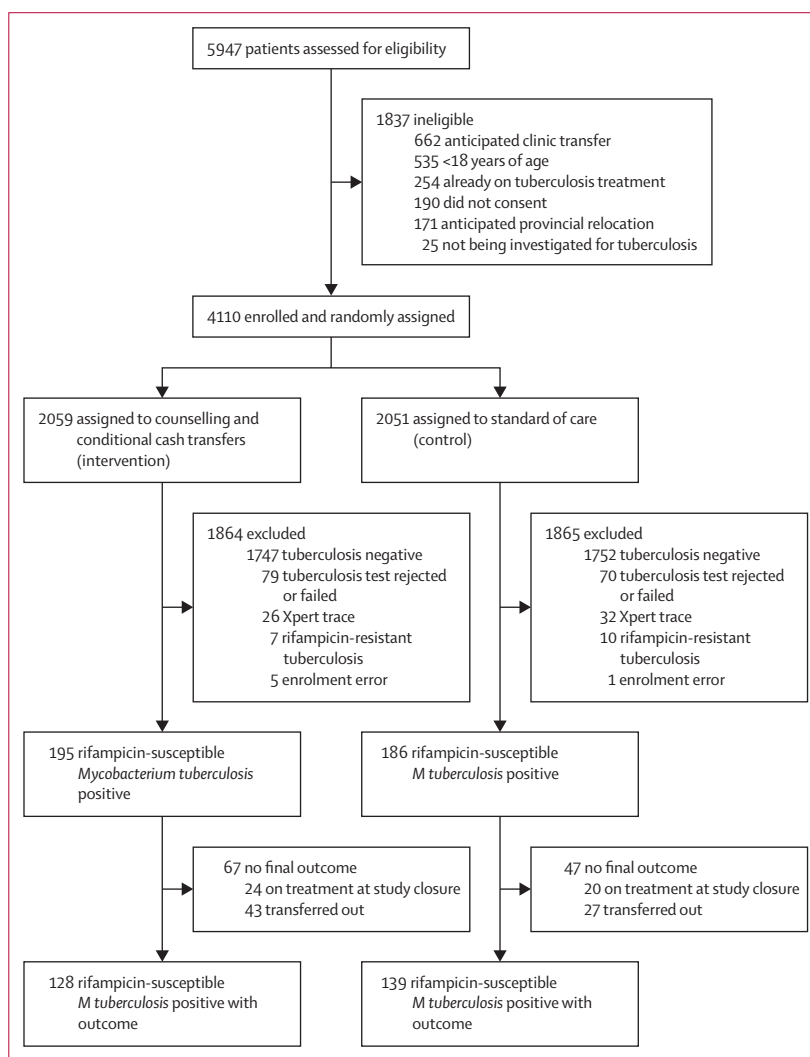 5947 patients assessed for eligibility
1837 ineligible
662 anticipated clinic transfer
535 <18 years of age
254 already on tuberculosis treatment
190 did not consent
171 anticipated provincial relocation
25 not being investigated for tuberculosis
4110 enrolled and randomly assigned
2059 assigned to counselling and
conditional cash transfers
(intervention)
2051 assigned to standard of care
(control)
1864 excluded
1747 tuberculosis negative
79 tuberculosis test rejected
or failed
26 Xpert trace
7 rifampicin-resistant
tuberculosis
5 enrolment error
1865 excluded
1752 tuberculosis negative
70 tuberculosis test rejected
or failed
32 Xpert trace
10 rifampicin-resistant
tuberculosis
1 enrolment error
195 rifampicin-susceptible
Mycobacterium tuberculosis
positive
186 rifampicin-susceptible
M tuberculosis positive
67 no final outcome
24 on treatment at study closure
43 transferred out
47 no final outcome
20 on treatment at study closure
27 transferred out
128 rifampicin-susceptible
M tuberculosis positive with
outcome
139 rifampicin-susceptible
M tuberculosis positive with
outcome